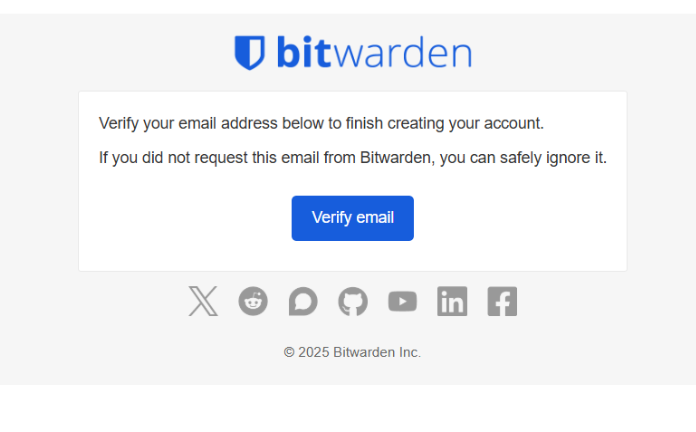 bitwarden
Verify your email address below to finish creating your account.
If you did not request this email from Bitwarden, you can safely ignore it.
Verify email
© 2025 Bitwarden Inc.